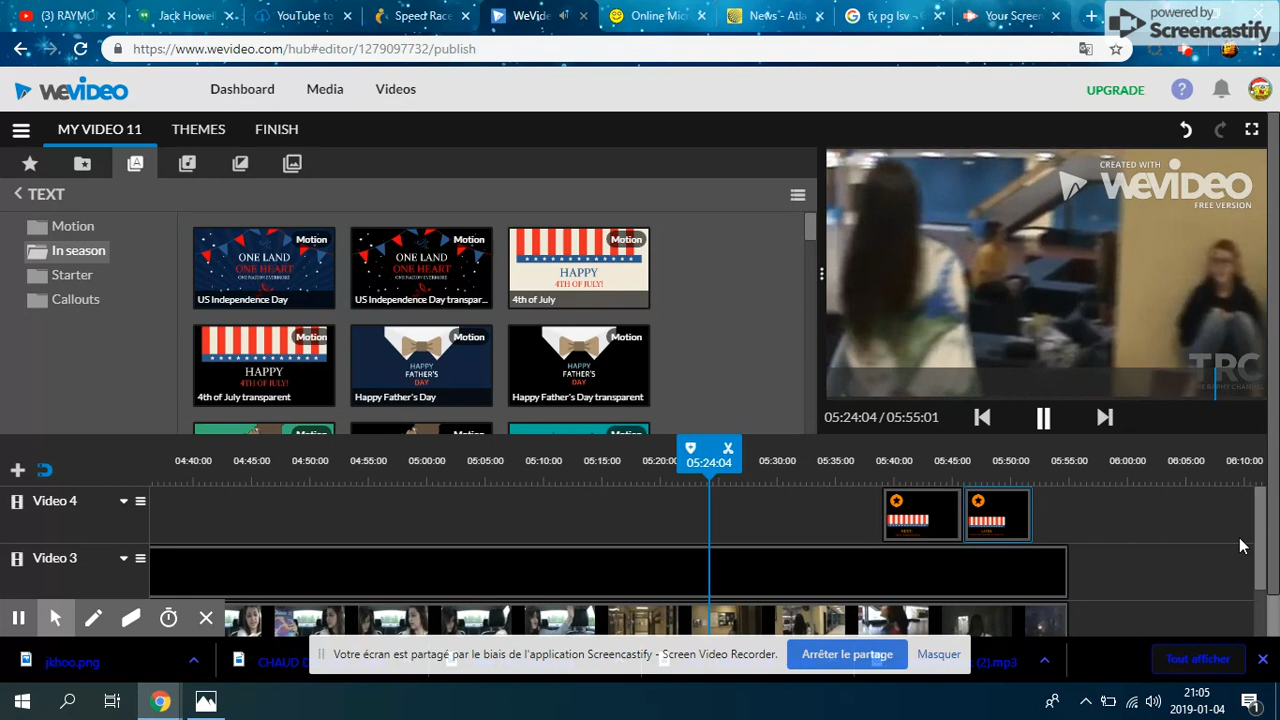 (3) RAYMO
Jack Howell
YouTube to
Speed Race
WeVide
Online Mic
News - Atla
tv pg lsv - G
Your Screen
powered by
Screencastify
https://www.wevideo.com/hub#editor/1279097732/publish
WEVIDEO
Dashboard
Media
Videos
UPGRADE
?
MY VIDEO 11
THEMES
FINISH
TEXT
Motion
In season
Starter
Callouts
Motion
ONE LAND
ONE HEART
US Independence Day
Motion
ONE LAND
ONE HEART
US Independence Day transpar...
Motion
HAPPY
4TH OF JULY!
4th of July
Motion
HAPPY
4TH OF JULY!
4th of July transparent
Motion
HAPPY
FATHER'S
DAY
Happy Father's Day
Motion
HAPPY
FATHER'S
DAY
Happy Father's Day transparent
CREATED WITH
WEVIDEO
FREE VERSION
TRC
05:24:04 / 05:55:01
04:40:00 04:45:00 04:50:00 04:55:00 05:00:00 05:05:00 05:10:00 05:15:00 05:20:00 05:24:04 05:30:00 05:35:00 05:40:00 05:45:00 05:50:00 05:55:00 06:00:00 06:05:00 06:10:00
Video 4
Video 3
Votre écran est partagé par le biais de l'application Screencastify - Screen Video Recorder.
Arrêter le partage
Masquer
jkhoo.png
CHAUD
(2).mp3
Tout afficher
21:05
2019-01-04
1